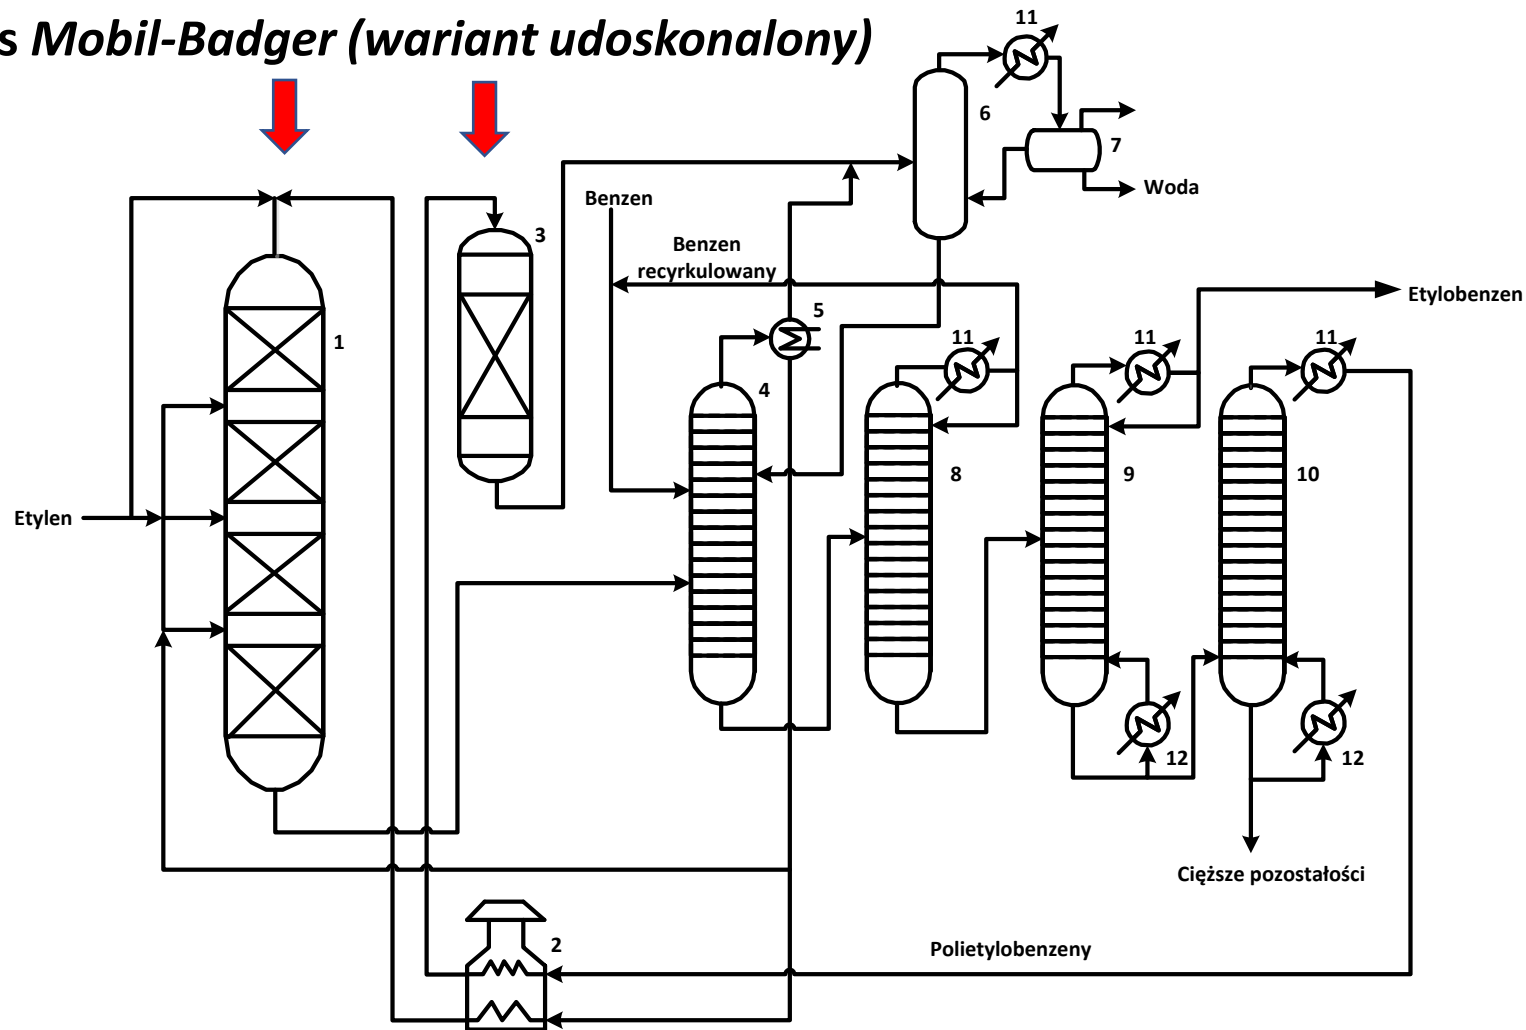 s Mobil-Badger (wariant udoskonalony)
11
6
7
Woda
Benzen
3
Benzen
recyrkulowany
Etylobenzen
5
1
11
11
11
4
8
9
10
Etylen
12
12
Cięższe pozostałości
2
Polietylobenzeny